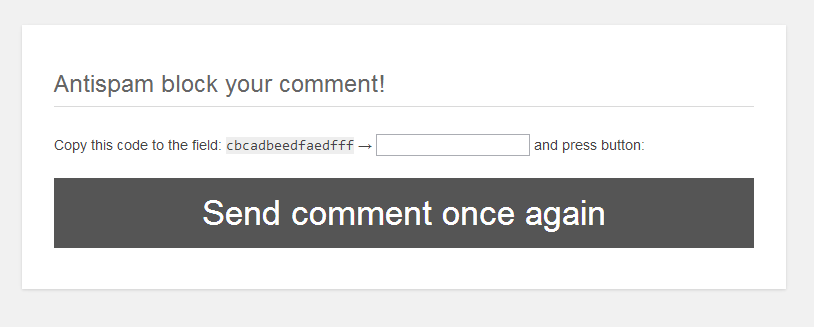 Antispam block your comment!
Copy this code to the field: cbcadbeedfaedfff → and press button:
Send comment once again